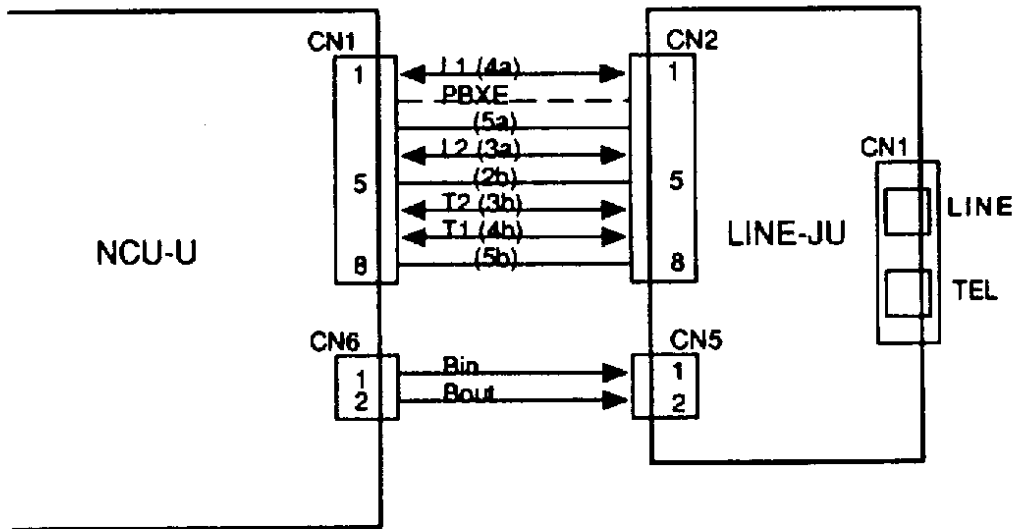 CN1
CN2
1
L1 (4a)
1
PBXE
(5a)
L2 (3a)
CN1
5
(2b)
5
T2 (3b)
LINE
T1 (4b)
NCU-U
LINE-JU
8
(5b)
8
TEL
CN6
CN5
1
Bin
1
2
Bout
2